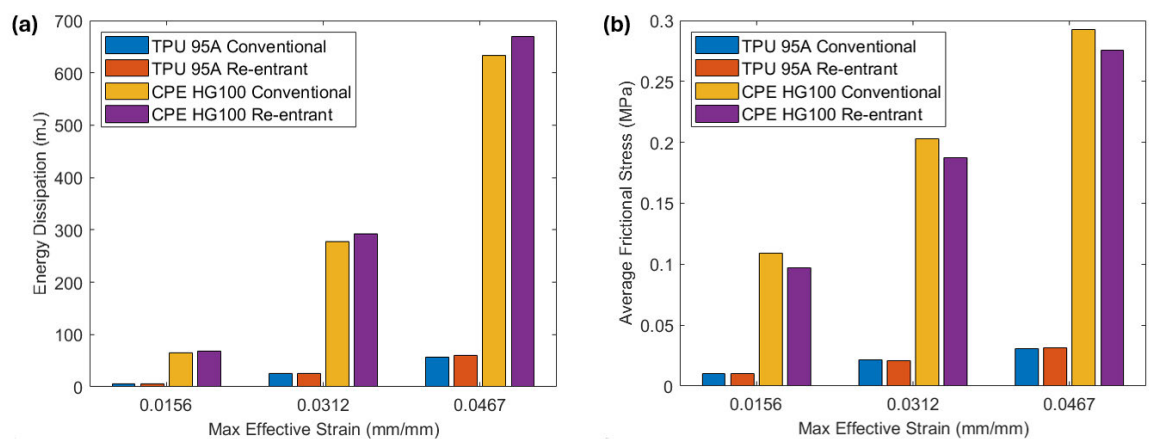 (a)
700
600
500
400
300
200
100
0
Energy Dissipation (mJ)
TPU 95A Conventional
TPU 95A Re-entrant
CPE HG100 Conventional
CPE HG100 Re-entrant
0.0156
0.0312
0.0467
Max Effective Strain (mm/mm)
(b)
0.3
0.25
0.2
0.15
0.1
0.05
0
Average Frictional Stress (MPa)
TPU 95A Conventional
TPU 95A Re-entrant
CPE HG100 Conventional
CPE HG100 Re-entrant
0.0156
0.0312
0.0467
Max Effective Strain (mm/mm)